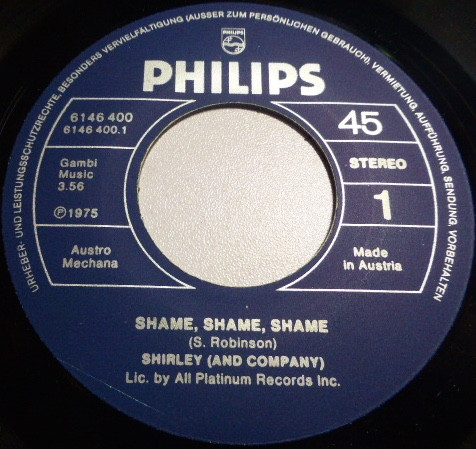 URHEBER- UND LEISTUNGSSCHUTZRECHTE, BESONDERS VERVIELFÄLTIGUNG (AUSSER ZUM PERSÖNLICHEN GEBRAUCH), VERMIETUNG, AUFFÜHRUNG, SENDUNG, VORBEHALTEN
PHILIPS
PHILIPS
6146 400
6146 400.1
Gambi
Music
3.56
Ⓟ1975
Austro
Mechana
45
STEREO
1
Made
in Austria
SHAME, SHAME, SHAME
(S. Robinson)
SHIRLEY (AND COMPANY)
Lic. by All Platinum Records Inc.